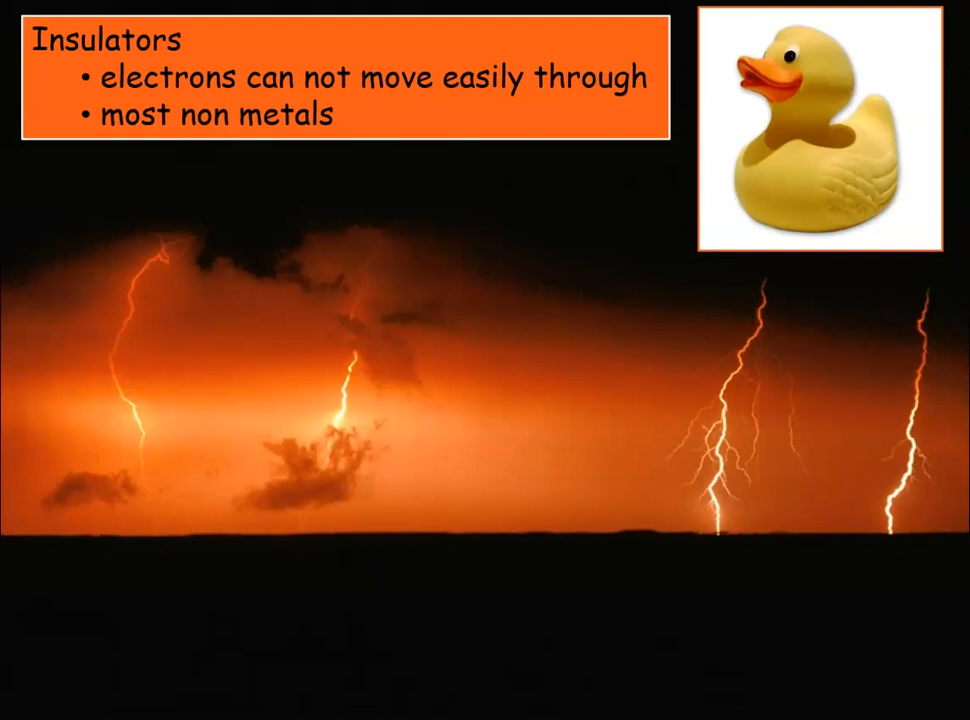 Insulators
• electrons can not move easily through
• most non metals